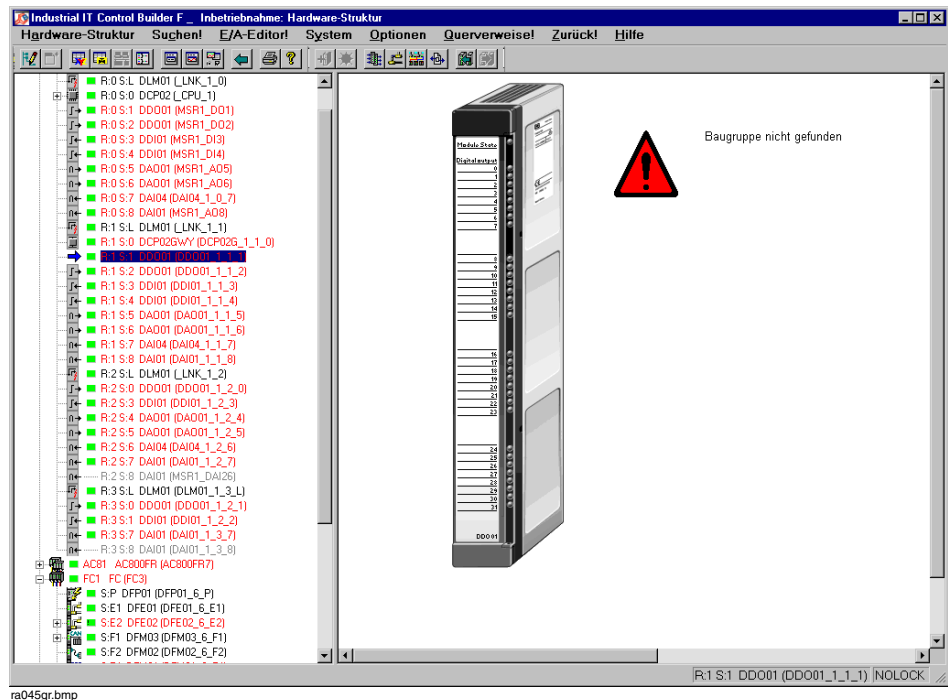 Industrial IT Control Builder F _ Inbetriebnahme: Hardware-Struktur
Hardware-Struktur Suchen! E/A-Editor! System Optionen Querverweise! Zurück! Hilfe
R:0 S:L DLM01 (_LNK_1_0)
R:0 S:0 DCP02 (_CPU_1)
R:0 S:1 DDO01 (MSR1_DO1)
R:0 S:2 DDO01 (MSR1_DO2)
R:0 S:3 DDI01 (MSR1_DI3)
R:0 S:4 DDI01 (MSR1_DI4)
R:0 S:5 DAO01 (MSR1_AO5)
R:0 S:6 DAO01 (MSR1_AO6)
R:0 S:7 DAI04 (DAI04_1_0_7)
R:0 S:8 DAI01 (MSR1_AO8)
R:1 S:L DLM01 (_LNK_1_1)
R:1 S:0 DCP02GWY (DCP02G_1_1_0)
R:1 S:1 DDO01 (DDO01_1_1_1)
R:1 S:2 DDO01 (DDO01_1_1_2)
R:1 S:3 DDI01 (DDI01_1_1_3)
R:1 S:4 DDI01 (DDI01_1_1_4)
R:1 S:5 DAO01 (DAO01_1_1_5)
R:1 S:6 DAO01 (DAO01_1_1_6)
R:1 S:7 DAI04 (DAI04_1_1_7)
R:1 S:8 DAI01 (DAI01_1_1_8)
R:2 S:L DLM01 (_LNK_1_2)
R:2 S:0 DDO01 (DDO01_1_2_0)
R:2 S:3 DDI01 (DDI01_1_2_3)
R:2 S:4 DAO01 (DAO01_1_2_4)
R:2 S:5 DAO01 (DAO01_1_2_5)
R:2 S:6 DAI04 (DAI04_1_2_6)
R:2 S:7 DAI01 (DAI01_1_2_7)
R:2 S:8 DAI01 (MSR1_DAI26)
R:3 S:L DLM01 (DLM01_1_3_L)
R:3 S:0 DDO01 (DDO01_1_2_1)
R:3 S:1 DDI01 (DDI01_1_2_2)
R:3 S:7 DAI01 (DAI01_1_3_7)
R:3 S:8 DAI01 (DAI01_1_3_8)
AC81 AC800FR (AC800FR7)
FC1 FC (FC3)
S:P DFP01 (DFP01_6_P)
S:E1 DFE01 (DFE01_6_E1)
S:E2 DFE02 (DFE02_6_E2)
S:F1 DFM03 (DFM03_6_F1)
S:F2 DFM02 (DFM02_6_F2)
Module State
Digital output
0
1
2
3
4
5
6
7
8
9
10
11
12
13
14
15
16
17
18
19
20
21
22
23
24
25
26
27
28
29
30
31
DDO01
Baugruppe nicht gefunden
R:1 S:1 DDO01 (DDO01_1_1_1) NOLOCK
ra045gr.bmp